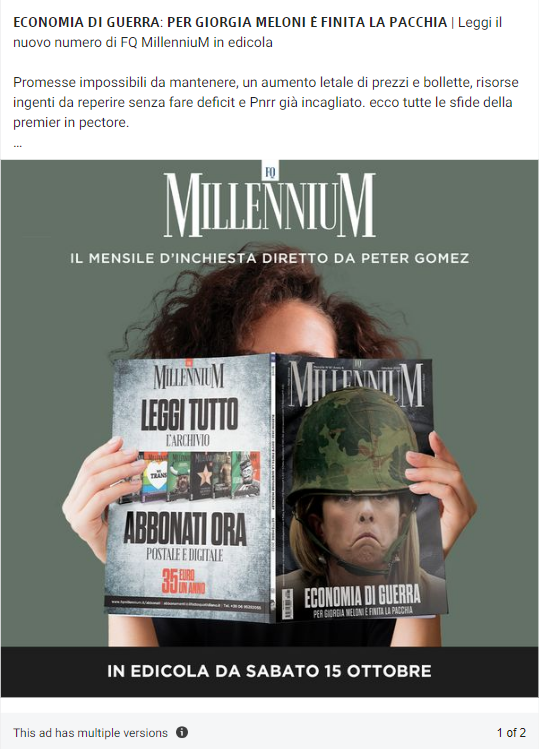 ECONOMIA DI GUERRA: PER GIORGIA MELONI È FINITA LA PACCHIA | Leggi il
nuovo numero di FQ MillenniuM in edicola
Promesse impossibili da mantenere, un aumento letale di prezzi e bollette, risorse
ingenti da reperire senza fare deficit e Pnrr già incagliato. ecco tutte le sfide della
premier in pectore.
...
FQ
MILLENNIUM
IL MENSILE D'INCHIESTA DIRETTO DA PETER GOMEZ
MILLENNIUM
LEGGI TUTTO
L'ARCHIVIO
ABBONATI ORA
POSTALE E DIGITALE
35 EURO
UN ANNO
FQ
MILLENNIUM
ECONOMIA DI GUERRA
PER GIORGIA MELONI È FINITA LA PACCHIA
IN EDICOLA DA SABATO 15 OTTOBRE
This ad has multiple versions
1 of 2